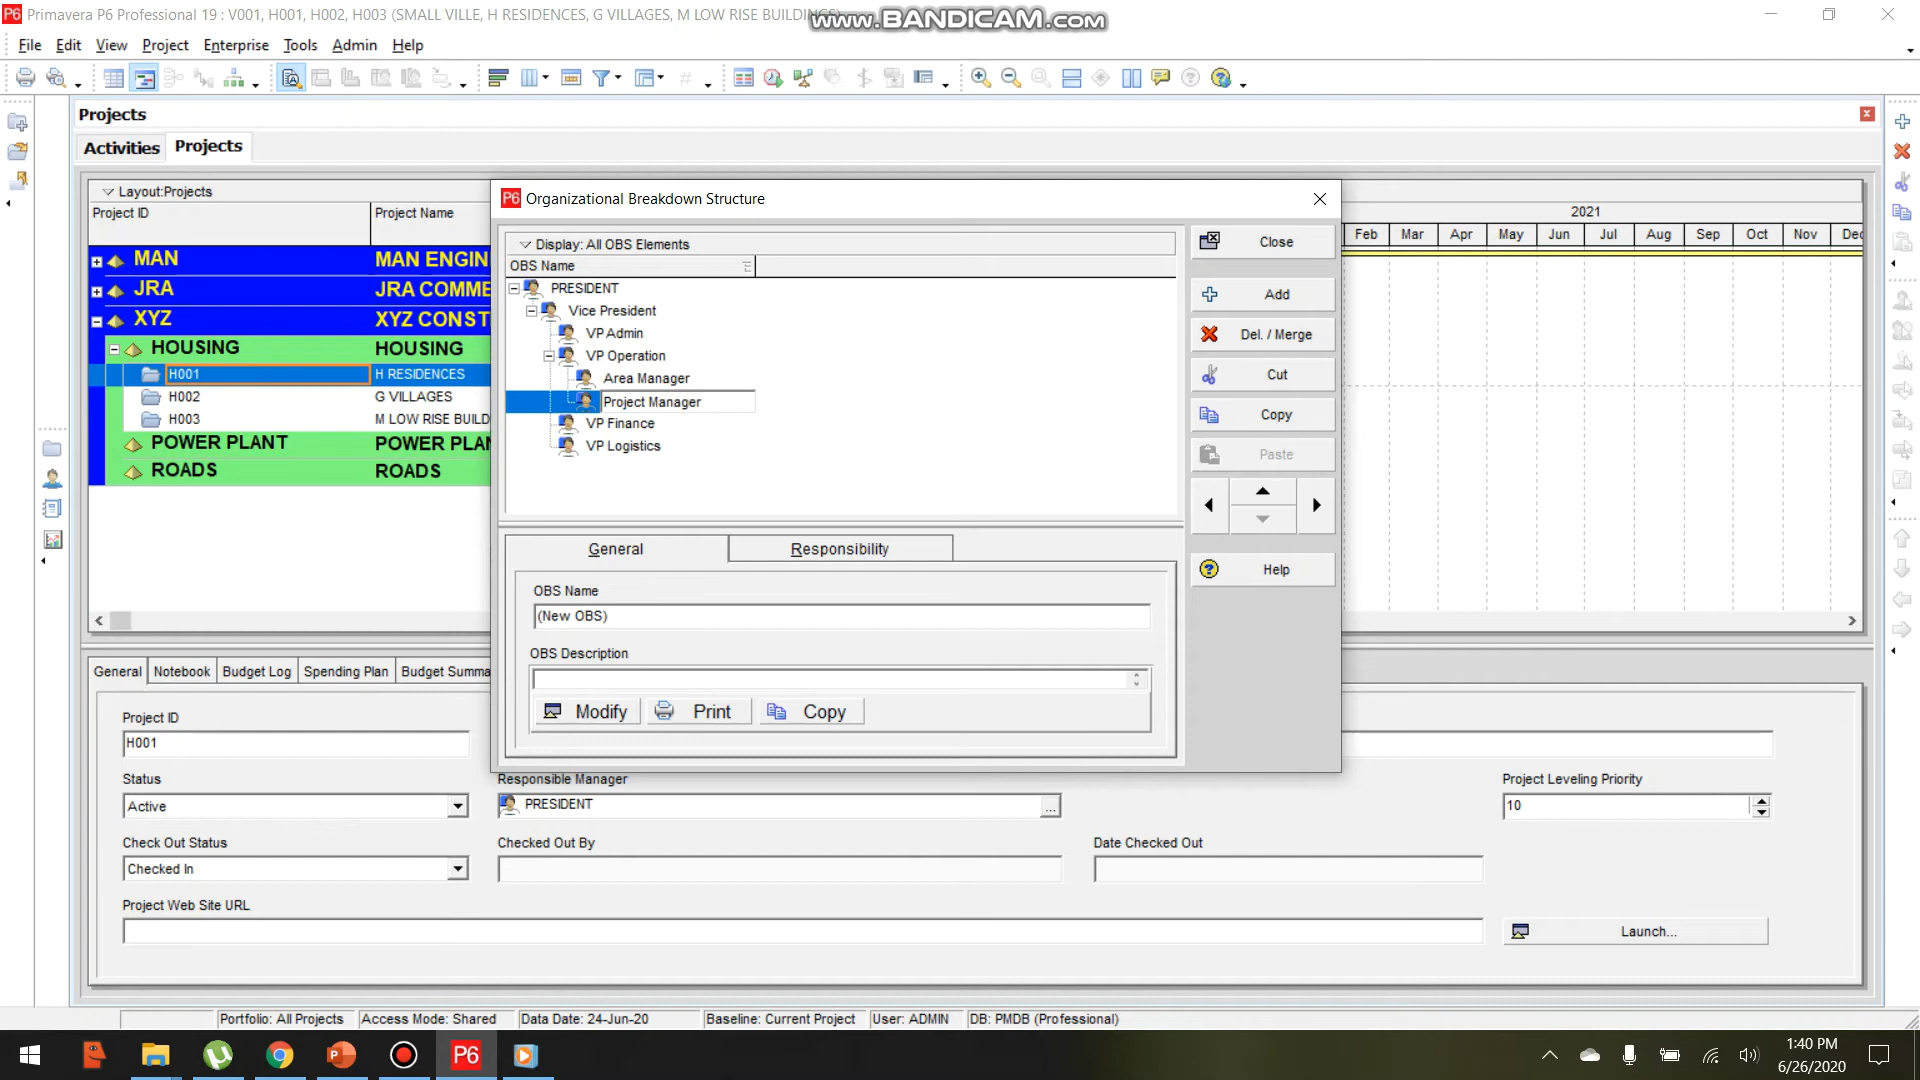 Primavera P6 Professional 19 : V001, H001, H002, H003 (SMALL VILLE, H RESIDENCES, G VILLAGES, M LOW RISE BUILDINGS)
www.BANDICAM.com
File Edit View Project Enterprise Tools Admin Help
Projects
Activities Projects
Layout:Projects
Project ID Project Name
MAN MAN ENGIN
JRA JRA COMME
XYZ XYZ CONST
HOUSING HOUSING
H001 H RESIDENCES
H002 G VILLAGES
H003 M LOW RISE BUILD
POWER PLANT POWER PLAN
ROADS ROADS
2021
Feb Mar Apr May Jun Jul Aug Sep Oct Nov Dec
P6 Organizational Breakdown Structure
Display: All OBS Elements
OBS Name
PRESIDENT
Vice President
VP Admin
VP Operation
Area Manager
Project Manager
VP Finance
VP Logistics
Close
Add
Del. / Merge
Cut
Copy
Paste
Help
General Responsibility
OBS Name
(New OBS)
OBS Description
Modify Print Copy
General Notebook Budget Log Spending Plan Budget Summa
Project ID
H001
Status Responsible Manager Project Leveling Priority
Active PRESIDENT ... 10
Check Out Status Checked Out By Date Checked Out
Checked In
Project Web Site URL
Launch...
Portfolio: All Projects Access Mode: Shared Data Date: 24-Jun-20 Baseline: Current Project User: ADMIN DB: PMDB (Professional)
P6
1:40 PM
6/26/2020